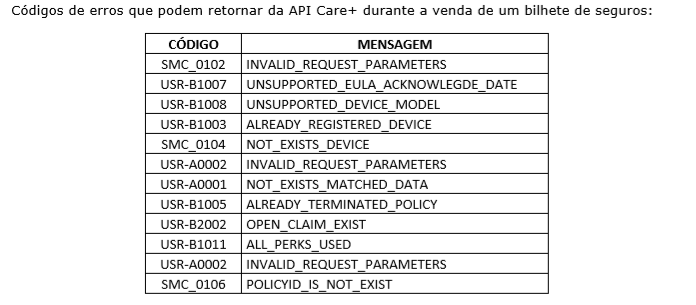 Códigos de erros que podem retornar da API Care+ durante a venda de um bilhete de seguros:
CÓDIGO MENSAGEM
SMC_0102 INVALID_REQUEST_PARAMETERS
USR-B1007 UNSUPPORTED_EULA_ACKNOWLEGDE_DATE
USR-B1008 UNSUPPORTED_DEVICE_MODEL
USR-B1003 ALREADY_REGISTERED_DEVICE
SMC_0104 NOT_EXISTS_DEVICE
USR-A0002 INVALID_REQUEST_PARAMETERS
USR-A0001 NOT_EXISTS_MATCHED_DATA
USR-B1005 ALREADY_TERMINATED_POLICY
USR-B2002 OPEN_CLAIM_EXIST
USR-B1011 ALL_PERKS_USED
USR-A0002 INVALID_REQUEST_PARAMETERS
SMC_0106 POLICYID_IS_NOT_EXIST